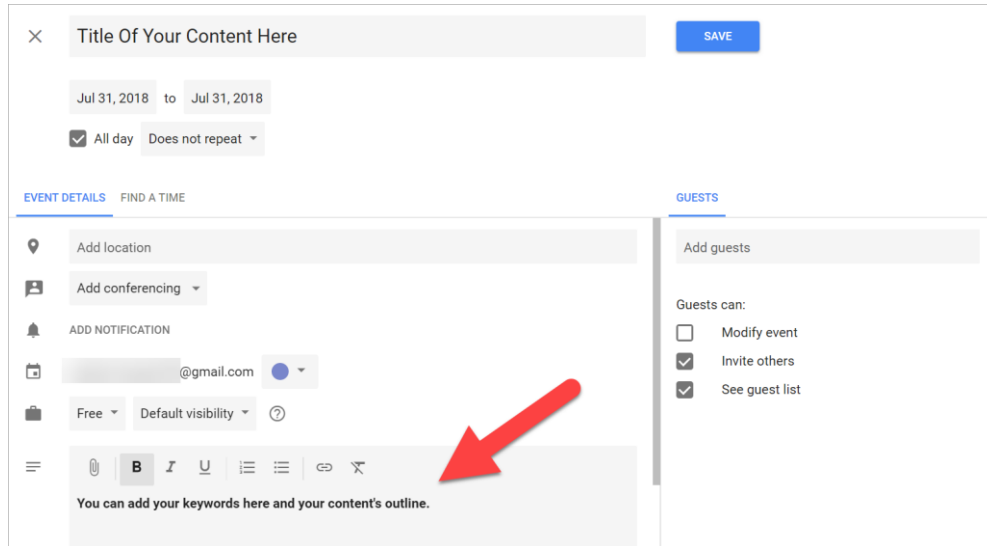 Title Of Your Content Here
SAVE
Jul 31, 2018 to Jul 31, 2018
All day Does not repeat
EVENT DETAILS FIND A TIME
GUESTS
Add location
Add guests
Add conferencing
Guests can:
ADD NOTIFICATION
Modify event
Invite others
@gmail.com
See guest list
Free Default visibility ?
B I U
You can add your keywords here and your content's outline.